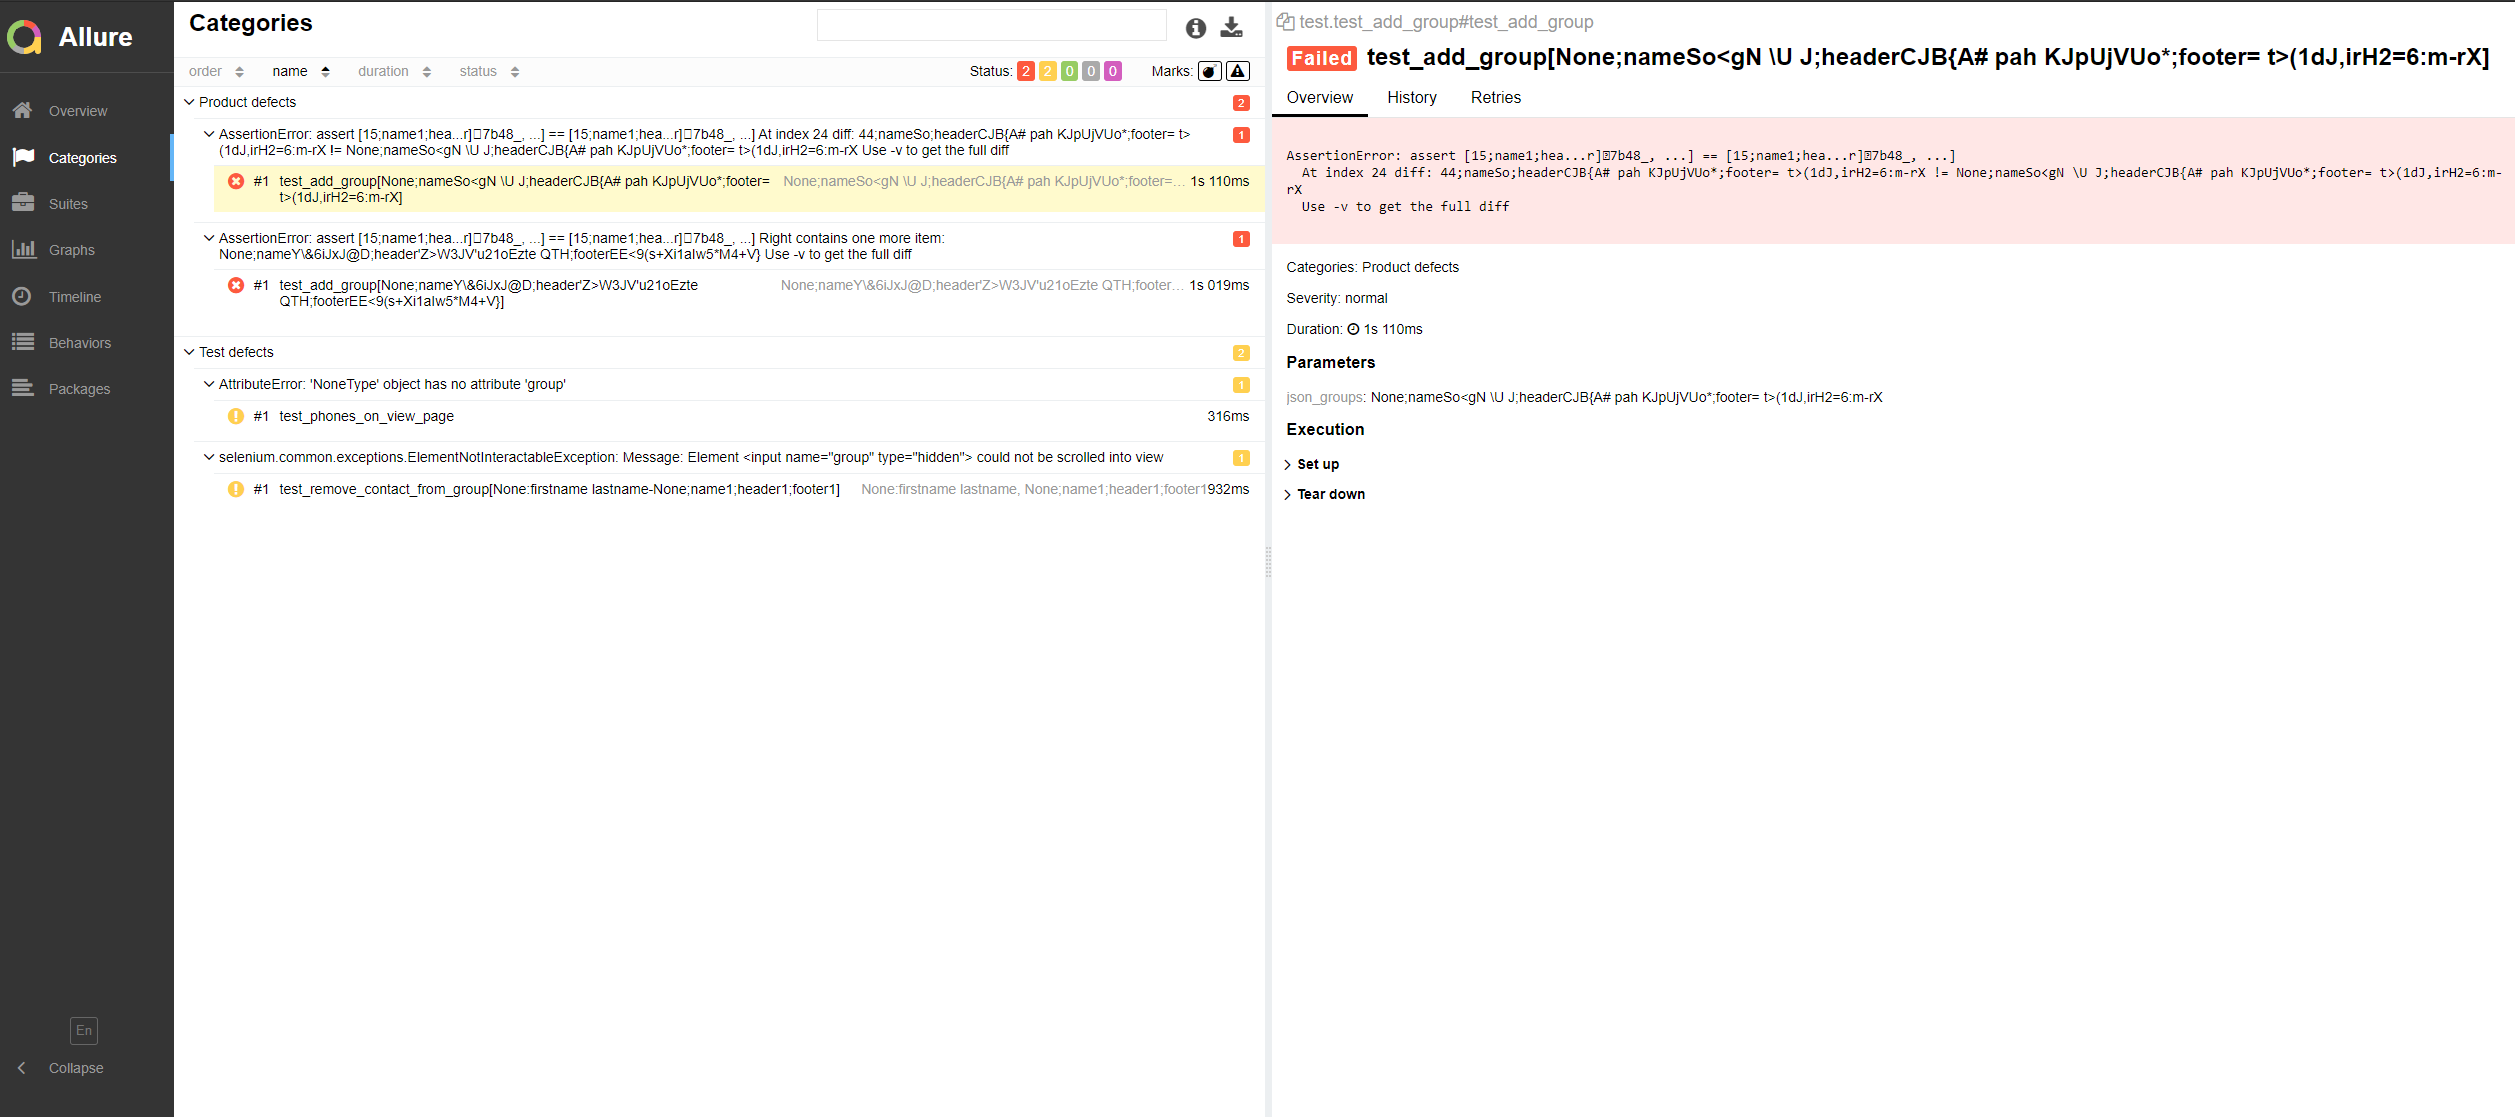 Allure
Overview
Categories
Suites
Graphs
Timeline
Behaviors
Packages
En
Collapse
Categories
order name duration status Status: 2 2 0 0 0 Marks:
Product defects 2
AssertionError: assert [15;name1;hea...r]▯7b48_, ...] == [15;name1;hea...r]▯7b48_, ...] At index 24 diff: 44;nameSo;headerCJB{A# pah KJpUjVUo*;footer= t> 1
(1dJ,irH2=6:m-rX != None;nameSo<gN \U J;headerCJB{A# pah KJpUjVUo*;footer= t>(1dJ,irH2=6:m-rX Use -v to get the full diff
#1 test_add_group[None;nameSo<gN \U J;headerCJB{A# pah KJpUjVUo*;footer= None;nameSo<gN \U J;headerCJB{A# pah KJpUjVUo*;footer=... 1s 110ms
t>(1dJ,irH2=6:m-rX]
AssertionError: assert [15;name1;hea...r]▯7b48_, ...] == [15;name1;hea...r]▯7b48_, ...] Right contains one more item: 1
None;nameY\&6iJxJ@D;header'Z>W3JV'u21oEzte QTH;footerEE<9(s+Xi1aIw5*M4+V} Use -v to get the full diff
#1 test_add_group[None;nameY\&6iJxJ@D;header'Z>W3JV'u21oEzte None;nameY\&6iJxJ@D;header'Z>W3JV'u21oEzte QTH;footer... 1s 019ms
QTH;footerEE<9(s+Xi1aIw5*M4+V}]
Test defects 2
AttributeError: 'NoneType' object has no attribute 'group' 1
#1 test_phones_on_view_page 316ms
selenium.common.exceptions.ElementNotInteractableException: Message: Element <input name="group" type="hidden"> could not be scrolled into view 1
#1 test_remove_contact_from_group[None:firstname lastname-None;name1;header1;footer1] None:firstname lastname, None;name1;header1;footer1 932ms
test.test_add_group#test_add_group
Failed test_add_group[None;nameSo<gN \U J;headerCJB{A# pah KJpUjVUo*;footer= t>(1dJ,irH2=6:m-rX]
Overview History Retries
AssertionError: assert [15;name1;hea...r]▯7b48_, ...] == [15;name1;hea...r]▯7b48_, ...]
At index 24 diff: 44;nameSo;headerCJB{A# pah KJpUjVUo*;footer= t>(1dJ,irH2=6:m-rX != None;nameSo<gN \U J;headerCJB{A# pah KJpUjVUo*;footer= t>(1dJ,irH2=6:m-
rX
Use -v to get the full diff
Categories: Product defects
Severity: normal
Duration: 1s 110ms
Parameters
json_groups: None;nameSo<gN \U J;headerCJB{A# pah KJpUjVUo*;footer= t>(1dJ,irH2=6:m-rX
Execution
Set up
Tear down